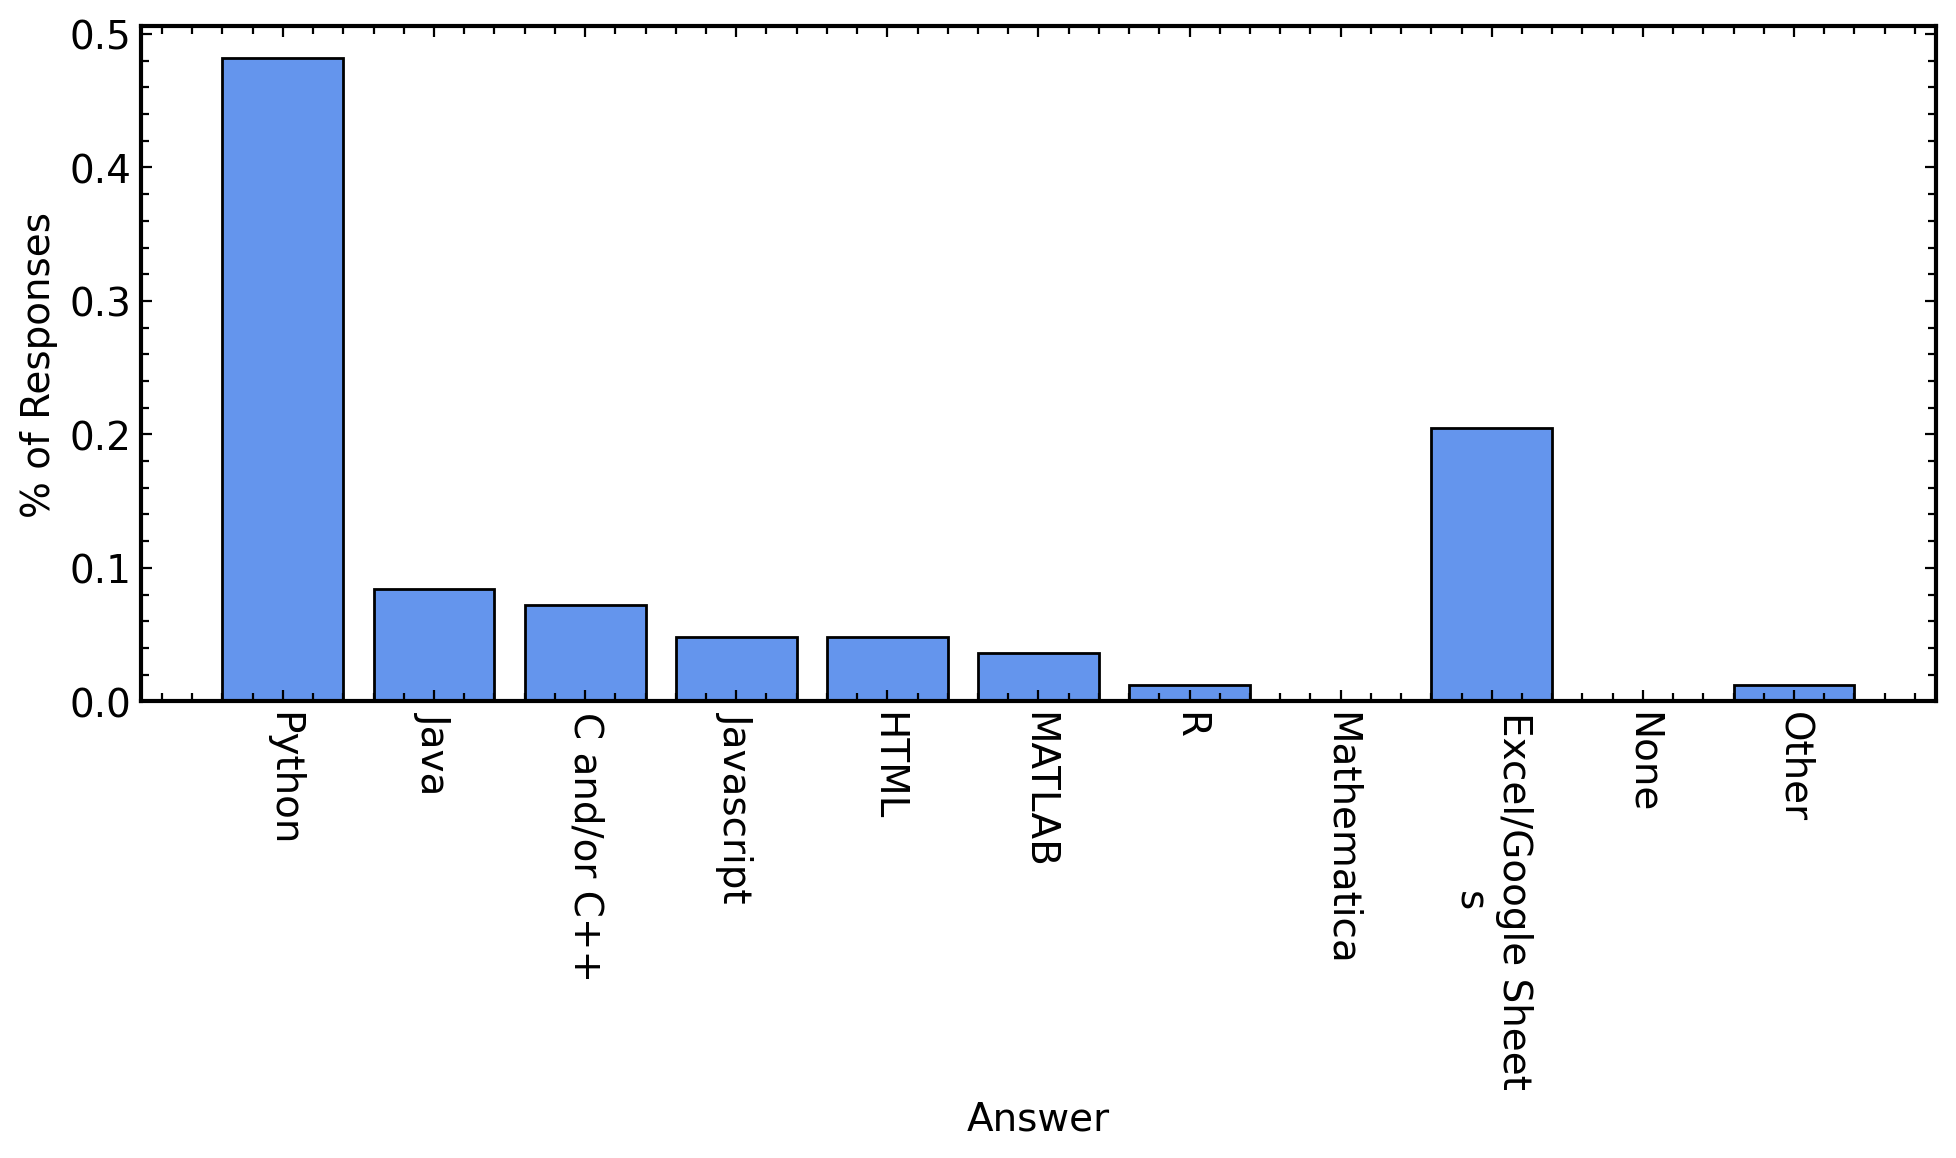 0.5
0.4
0.3
0.2
0.1
0.0
% of Responses
Python
Java
C and/or C++
Javascript
HTML
MATLAB
R
Mathematica
Excel/Google Sheet
s
None
Other
Answer